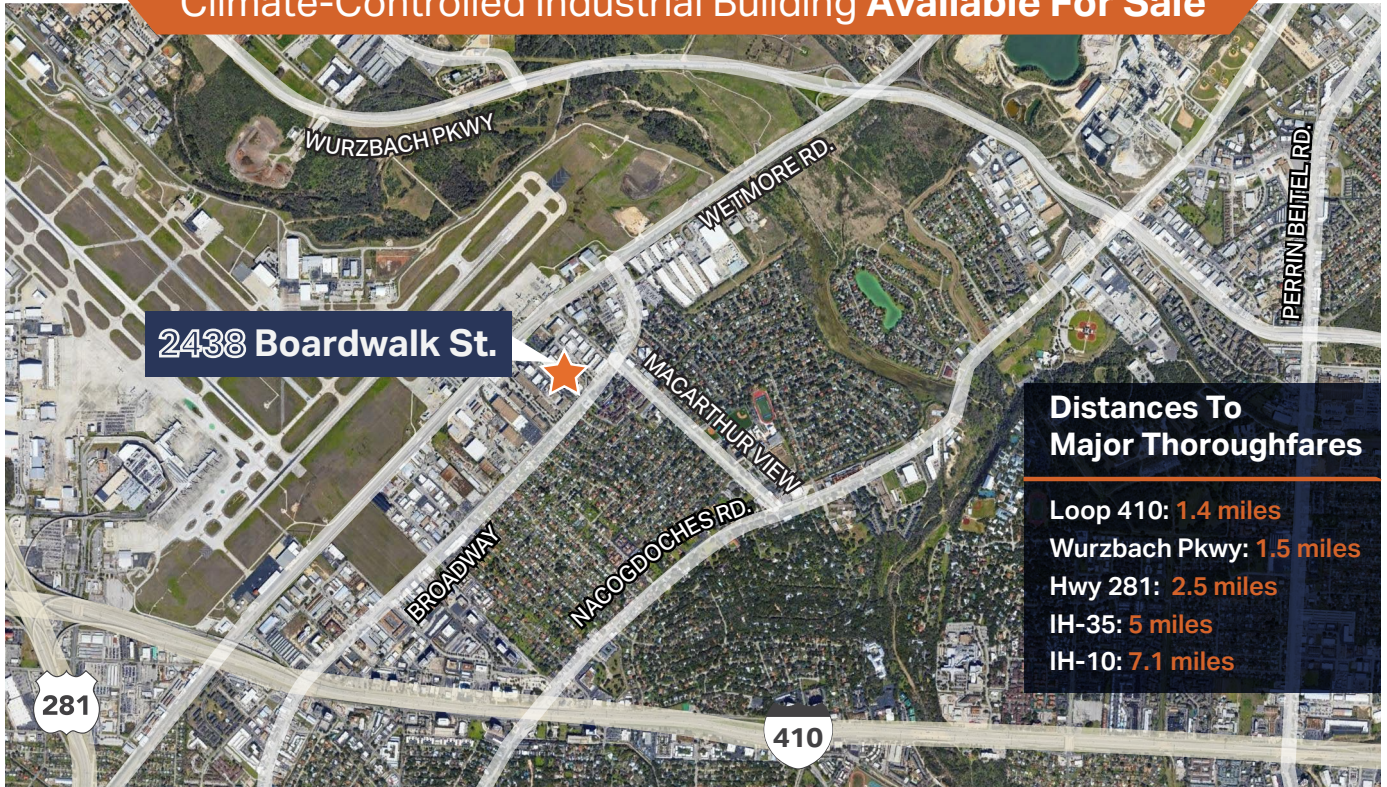 Climate-Controlled Industrial Building Available For Sale
WURZBACH PKWY
WETMORE RD.
PERRIN BEITEL RD.
2438 Boardwalk St.
MACARTHUR VIEW
BROADWAY
NACOGDOCHES RD.
Distances To
Major Thoroughfares
Loop 410: 1.4 miles
Wurzbach Pkwy: 1.5 miles
Hwy 281: 2.5 miles
IH-35: 5 miles
IH-10: 7.1 miles
281
410